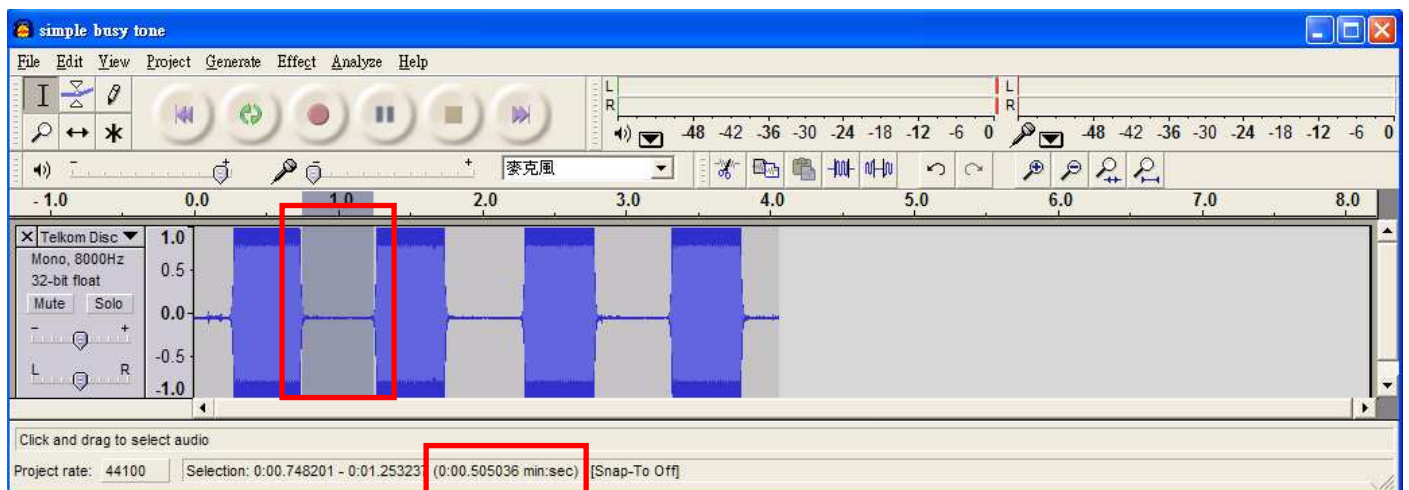 simple busy tone
File Edit View Project Generate Effect Analyze Help
L
R
-48 -42 -36 -30 -24 -18 -12 -6 0
L
R
-48 -42 -36 -30 -24 -18 -12 -6 0
- + - + 麥克風
- 1.0 0.0 1.0 2.0 3.0 4.0 5.0 6.0 7.0 8.0
X Telkom Disc
Mono, 8000Hz
32-bit float
Mute Solo
- +
L R
1.0
0.5
0.0
-0.5
-1.0
Click and drag to select audio
Project rate: 44100 Selection: 0:00.748201 - 0:01.253237 (0:00.505036 min:sec) [Snap-To Off]